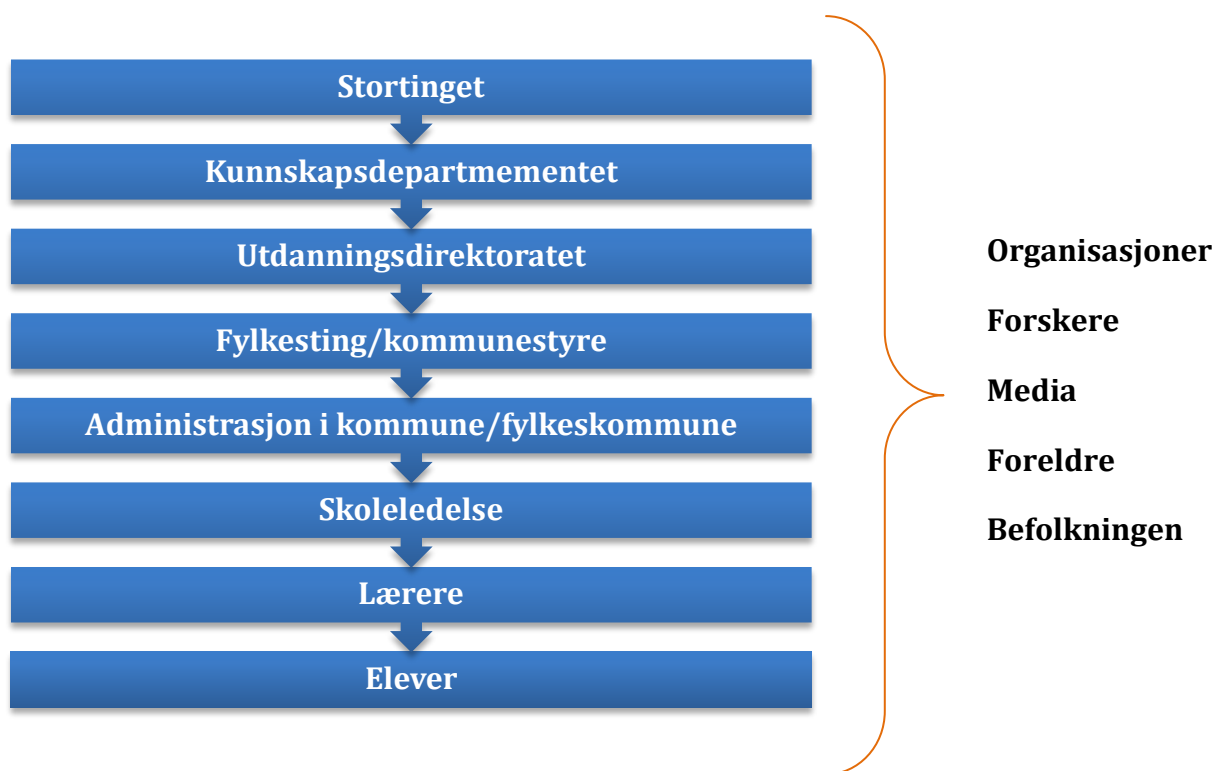 Stortinget
Kunnskapsdepartmementet
Utdanningsdirektoratet
Fylkesting/kommunestyre
Administrasjon i kommune/fylkeskommune
Skoleledelse
Lærere
Elever
Organisasjoner
Forskere
Media
Foreldre
Befolkningen